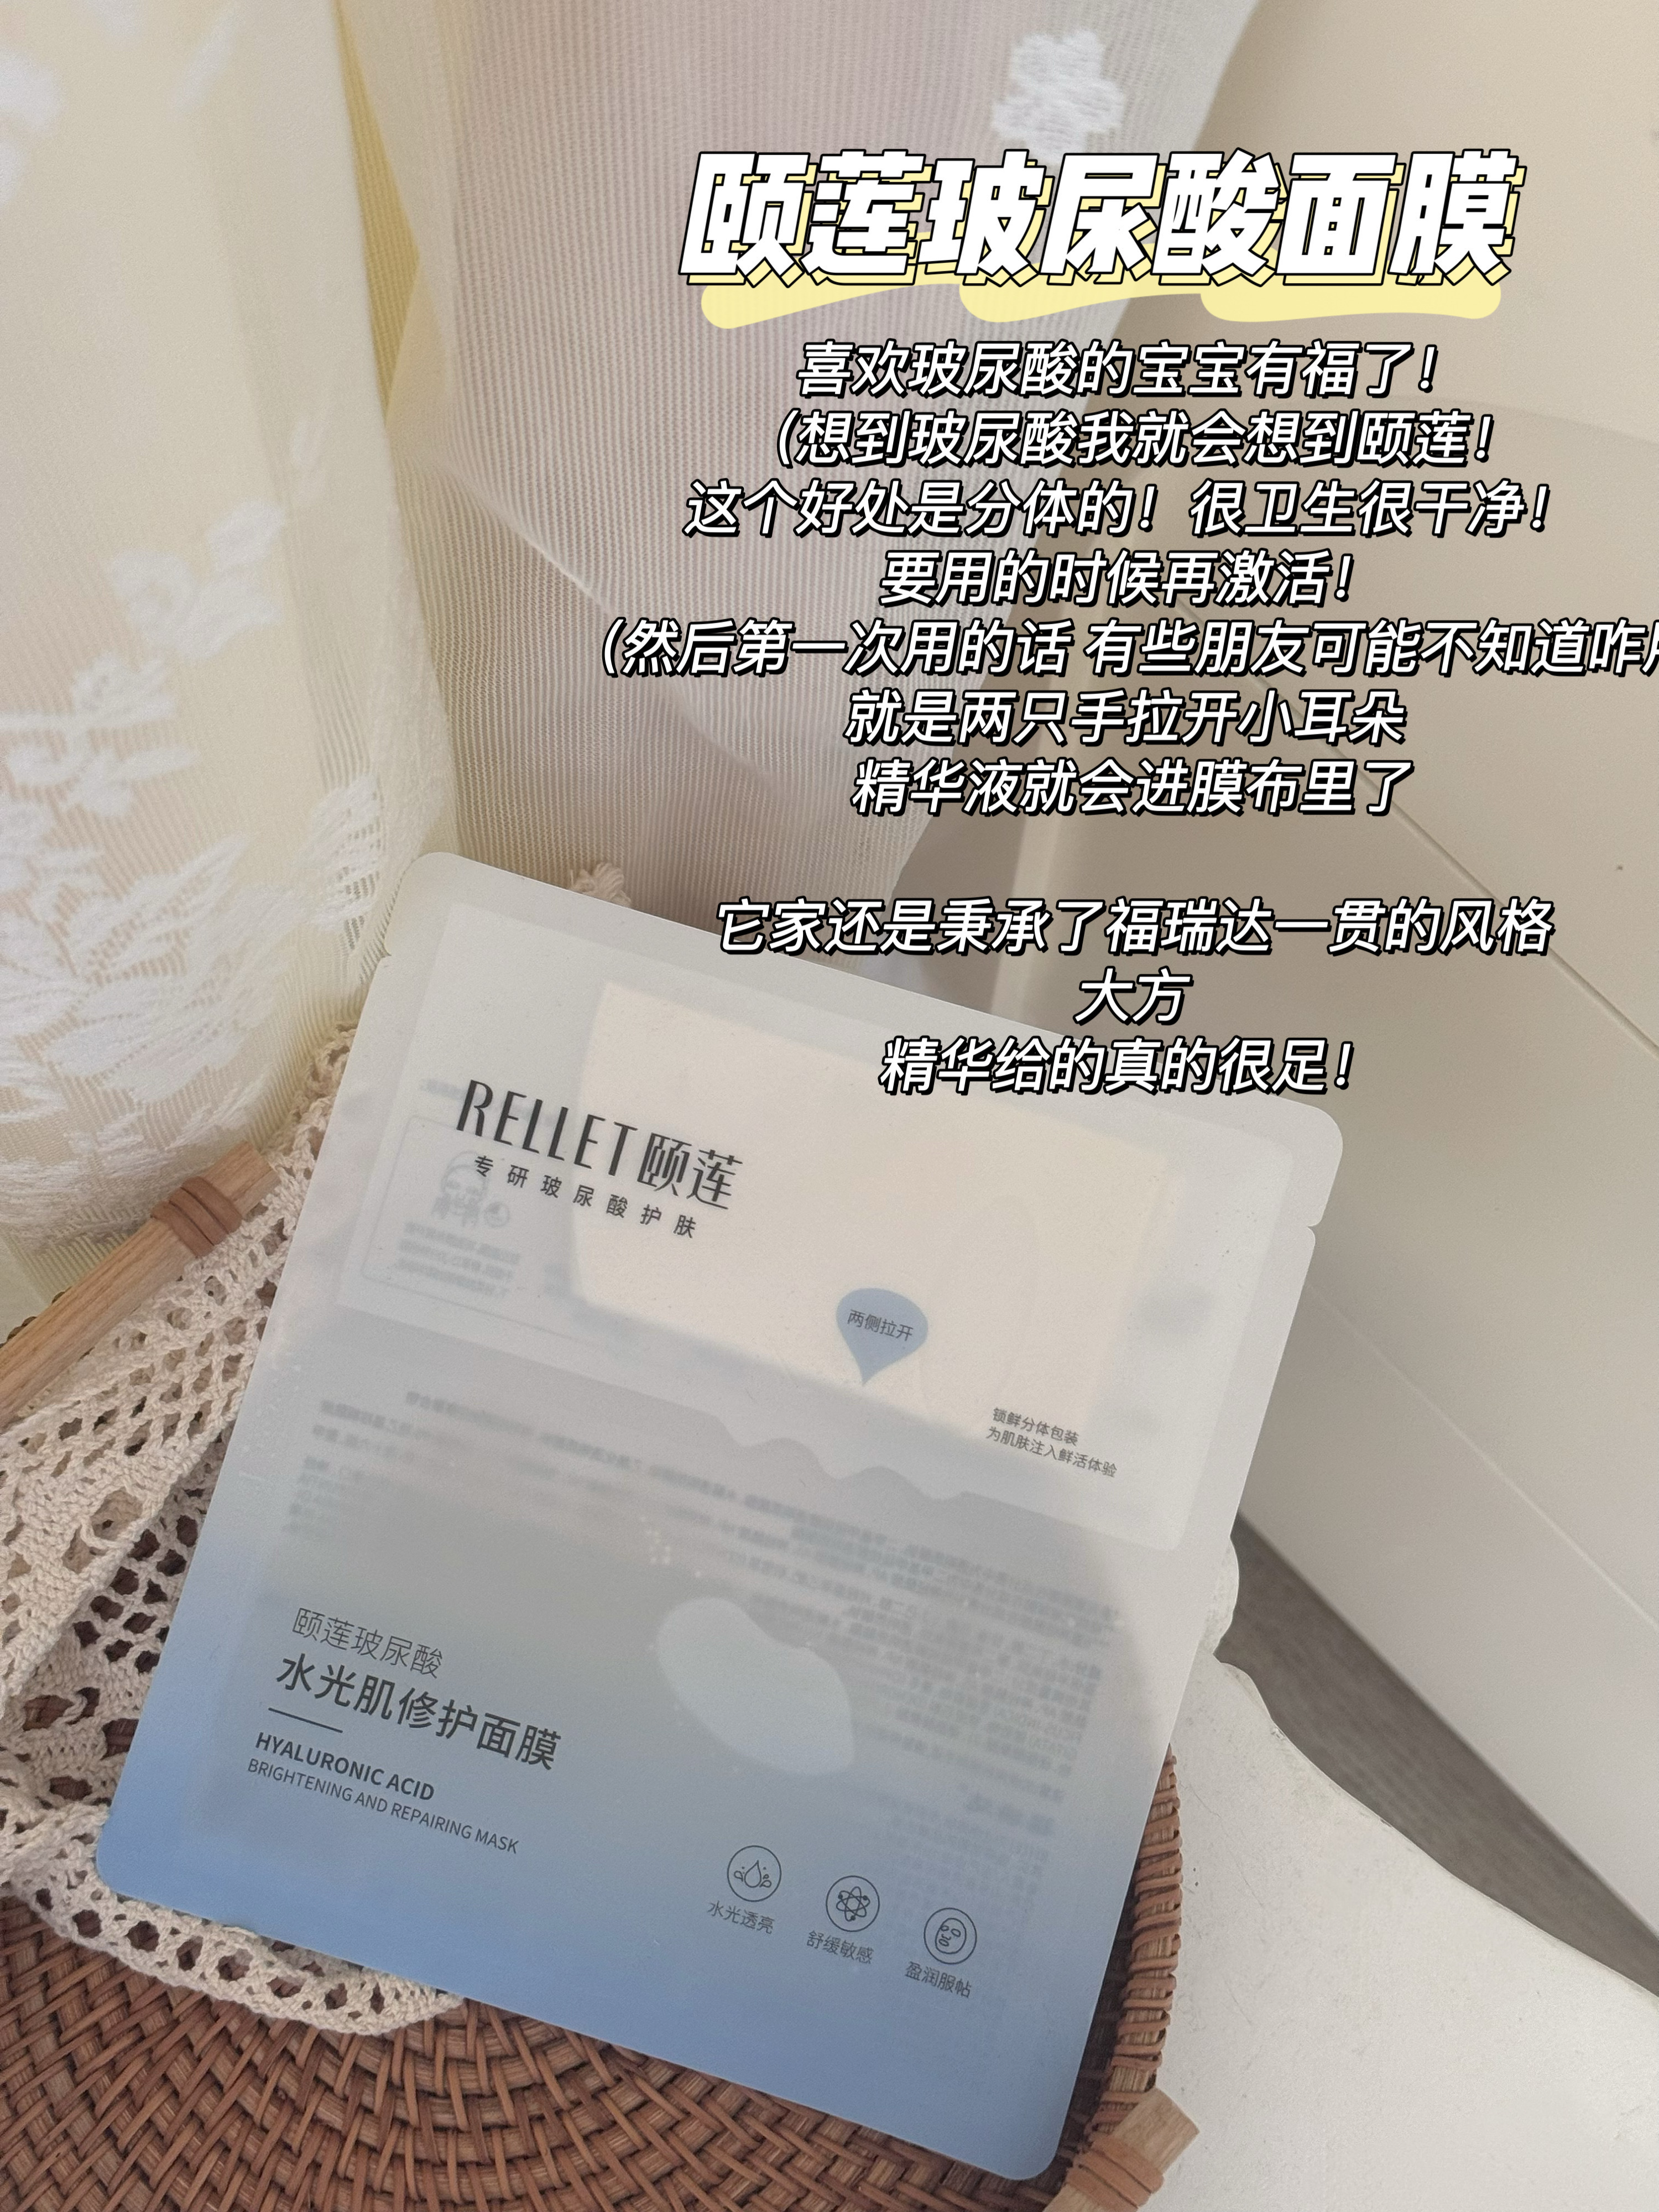 颐莲玻尿酸面膜
喜欢玻尿酸的宝宝有福了！
（想到玻尿酸我就会想到颐莲！
这个好处是分体的！很卫生很干净！
要用的时候再激活！
（然后第一次用的话 有些朋友可能不知道咋
就是两只手拉开小耳朵
精华液就会进膜布里了
它家还是秉承了福瑞达一贯的风格
大方
精华给的真的很足！
RELLET 颐莲
专研玻尿酸护肤
两侧拉开
锁鲜分体包装
为肌肤注入鲜活体验
颐莲玻尿酸
水光肌修护面膜
HYALURONIC ACID
BRIGHTENING AND REPAIRING MASK
水光透亮
舒缓敏感
盈润服帖